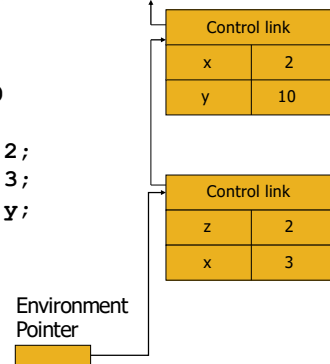 Control link
x 2
y 10
2;
3;
y;
Control link
z 2
x 3
Environment
Pointer